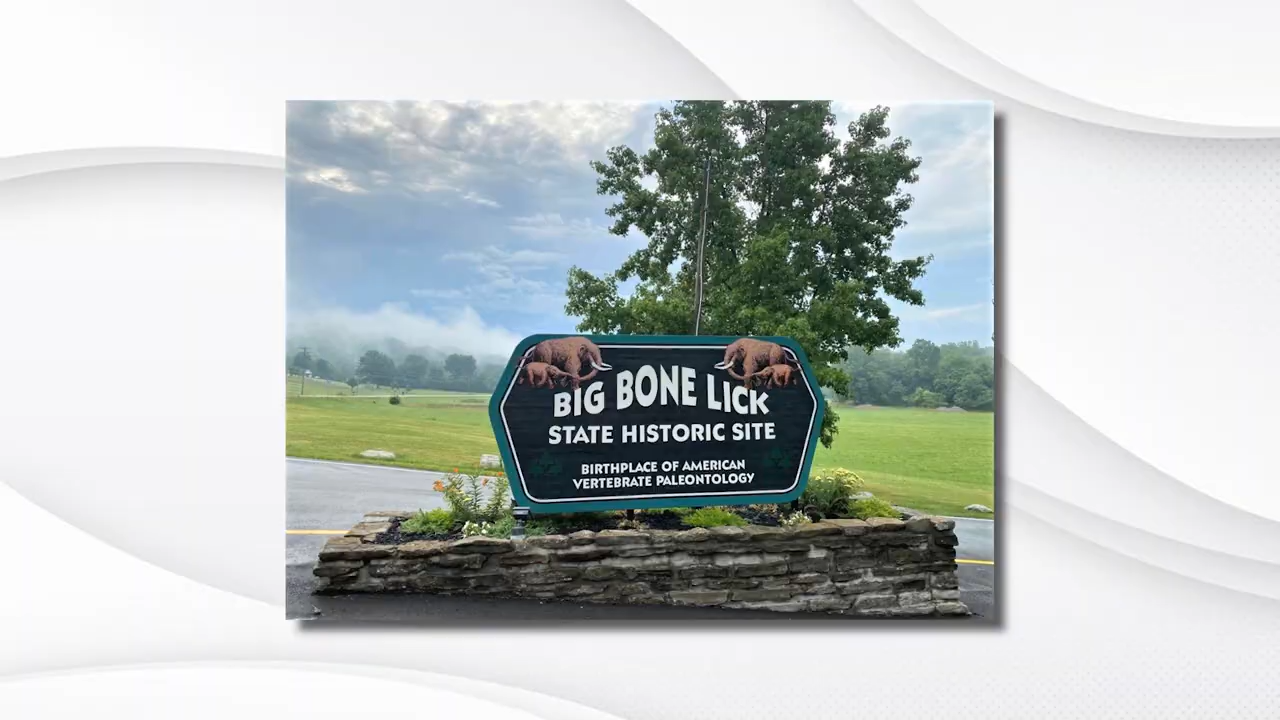 BIG BONE LICK
STATE HISTORIC SITE
BIRTHPLACE OF AMERICAN
VERTEBRATE PALEONTOLOGY